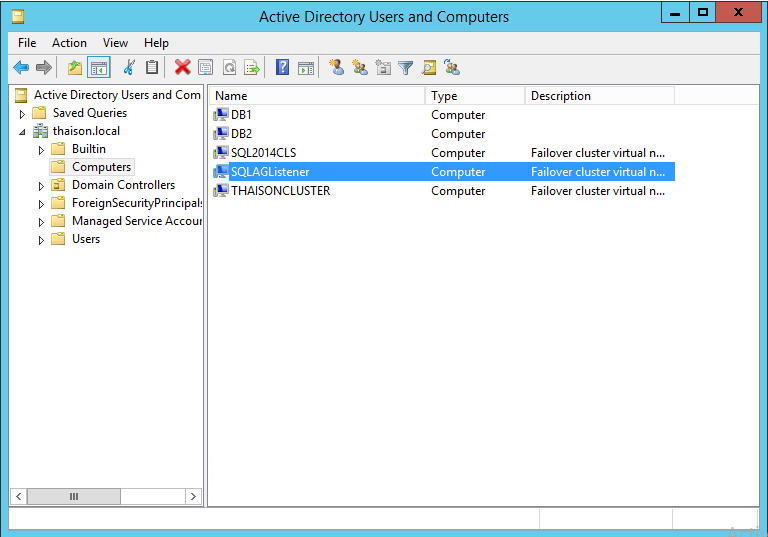 Active Directory Users and Computers
File Action View Help
Active Directory Users and Com
Saved Queries
thaison.local
Builtin
Computers
Domain Controllers
ForeignSecurityPrincipals
Managed Service Accour
Users
Name Type Description
DB1 Computer
DB2 Computer
SQL2014CLS Computer Failover cluster virtual n...
SQLAGListener Computer Failover cluster virtual n...
THAISONCLUSTER Computer Failover cluster virtual n...